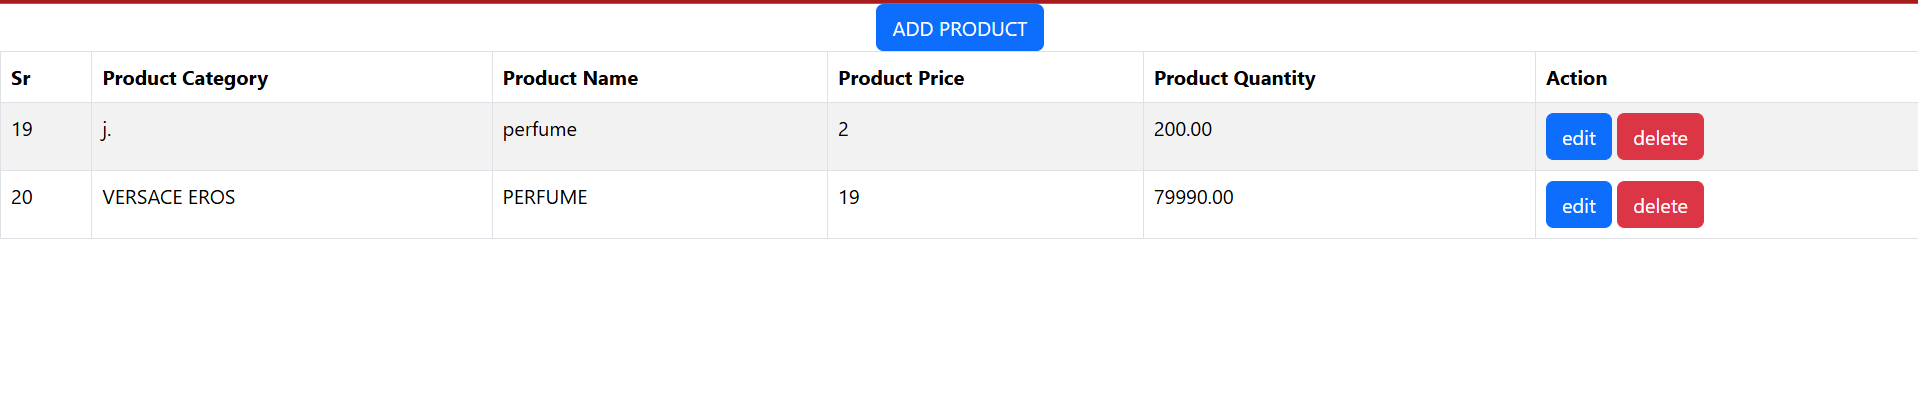 ADD PRODUCT
Sr Product Category Product Name Product Price Product Quantity Action
19 j. perfume 2 200.00 edit delete
20 VERSACE EROS PERFUME 19 79990.00 edit delete